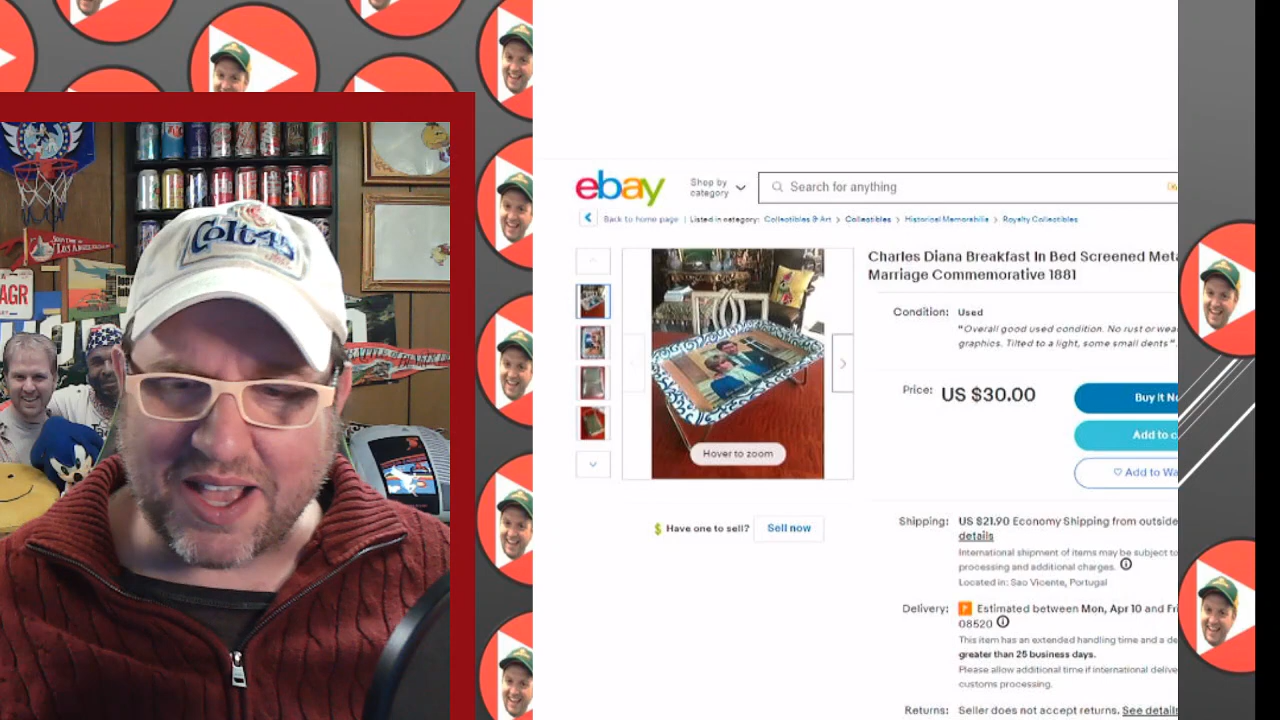 Colt 45
AGR
ebay
Shop by
category
Search for anything
Back to home page | Listed in category: Collectibles & Art > Collectibles > Historical Memorabilia > Royalty Collectibles
Charles Diana Breakfast In Bed Screened Meta
Marriage Commemorative 1881
Condition: Used
"Overall good used condition. No rust or wea
graphics. Tilted to a light, some small dents"
Price: US $30.00
Buy It N
Add to c
Add to Wa
Hover to zoom
Have one to sell? Sell now
Shipping: US $21.90 Economy Shipping from outside
details
International shipment of items may be subject to
processing and additional charges.
Located in: Sao Vicente, Portugal
Delivery: Estimated between Mon, Apr 10 and Fri
08520
This item has an extended handling time and a de
greater than 25 business days.
Please allow additional time if international delive
customs processing.
Returns: Seller does not accept returns. See details